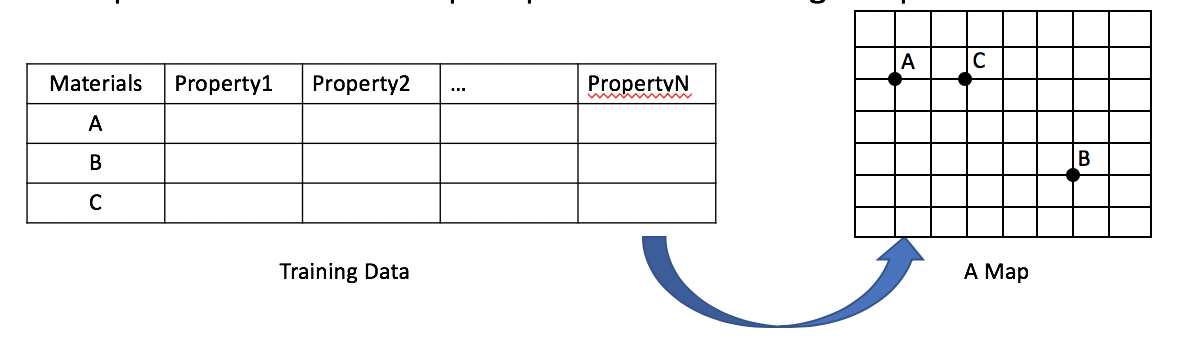 Materials Property1 Property2 ... PropertyN
A
B
C
Training Data
A C
B
A Map